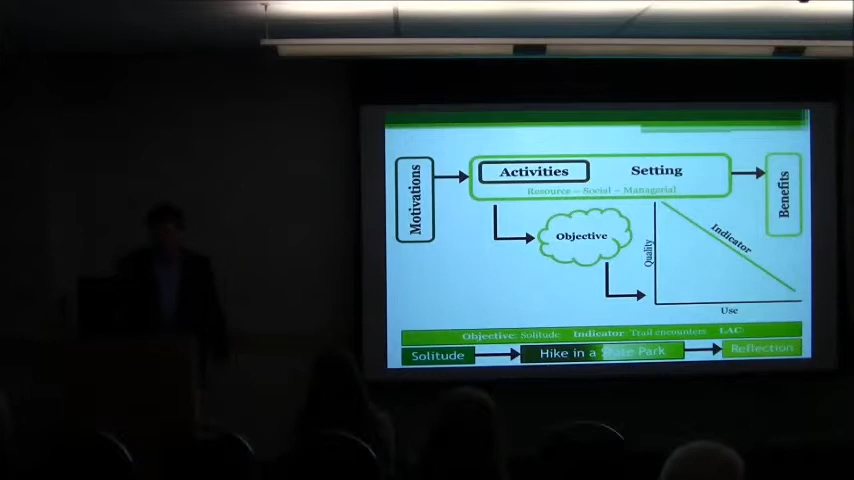 Motivations
Activities
Setting
Resource - Social - Managerial
Benefits
Objective
Quality
Indicator
Use
Objective: Solitude Indicator: Trail encounters LAC:
Solitude
Hike in a State Park
Reflection